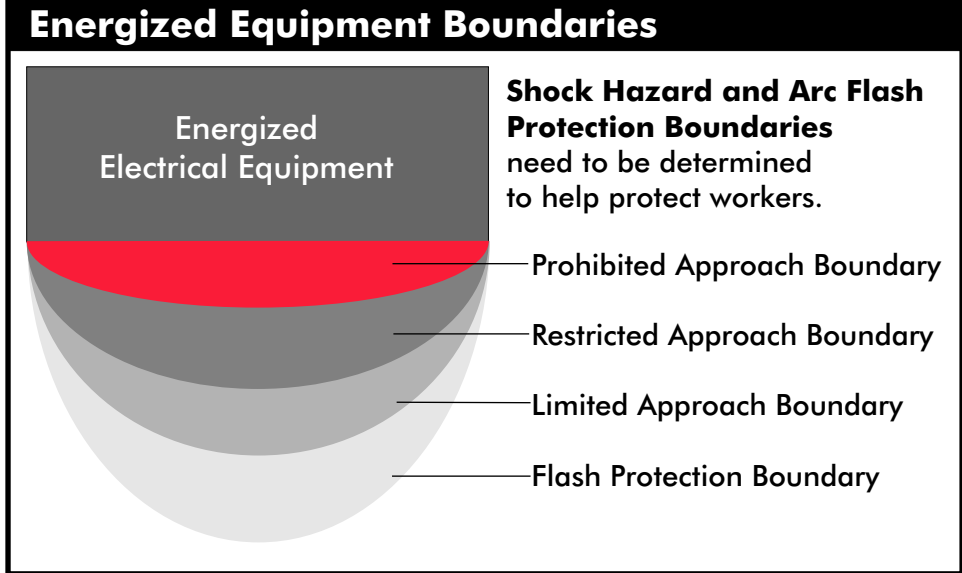 Energized Equipment Boundaries
Energized
Electrical Equipment
Shock Hazard and Arc Flash
Protection Boundaries
need to be determined
to help protect workers.
Prohibited Approach Boundary
Restricted Approach Boundary
Limited Approach Boundary
Flash Protection Boundary